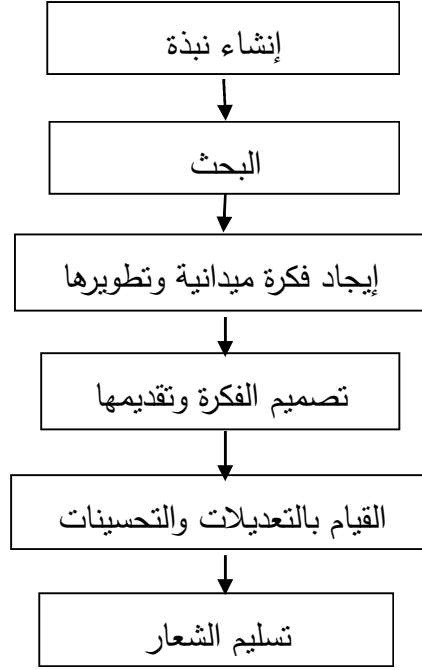 إنشاء نبذة
البحث
إيجاد فكرة ميدانية وتطويرها
تصميم الفكرة وتقديمها
القيام بالتعديلات والتحسينات
تسليم الشعار